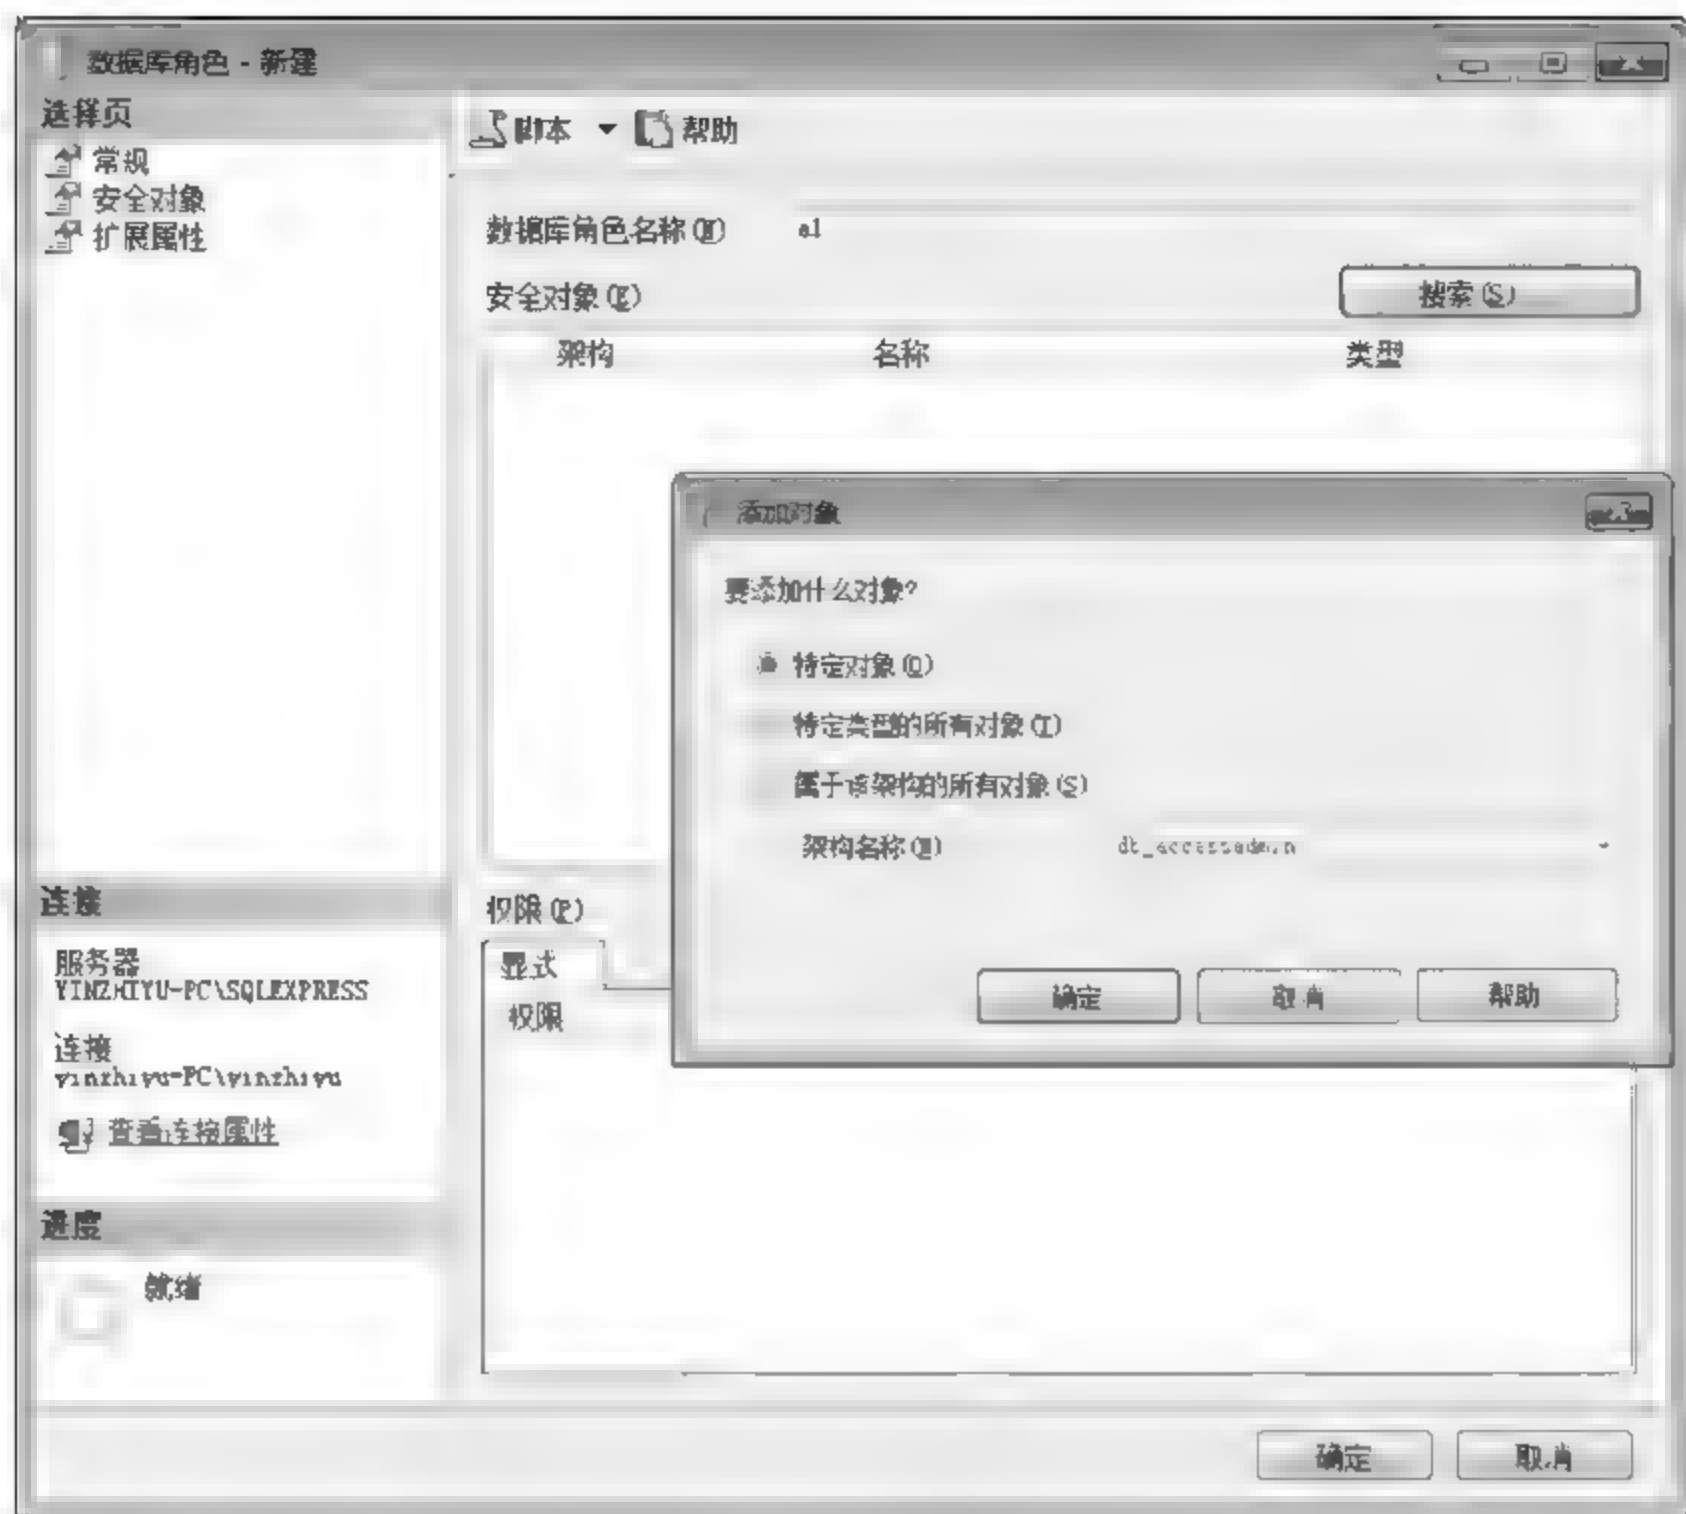 数据库角色 - 新建
选择页
常规
安全对象
扩展属性
脚本 帮助
数据库角色名称(N) a1
安全对象(E) 搜索(S)
架构 名称 类型
添加对象
要添加什么对象?
特定对象(O)
特定类型的所有对象(T)
属于该架构的所有对象(S)
架构名称(N) db_accessadmin
确定 取消 帮助
连接
服务器
YINZHIYU-PC\SQLEXPRESS
连接
yinzhiyu-PC\yinzhiyu
查看连接属性
进度
就绪
权限(P)
显式
权限
确定 取消